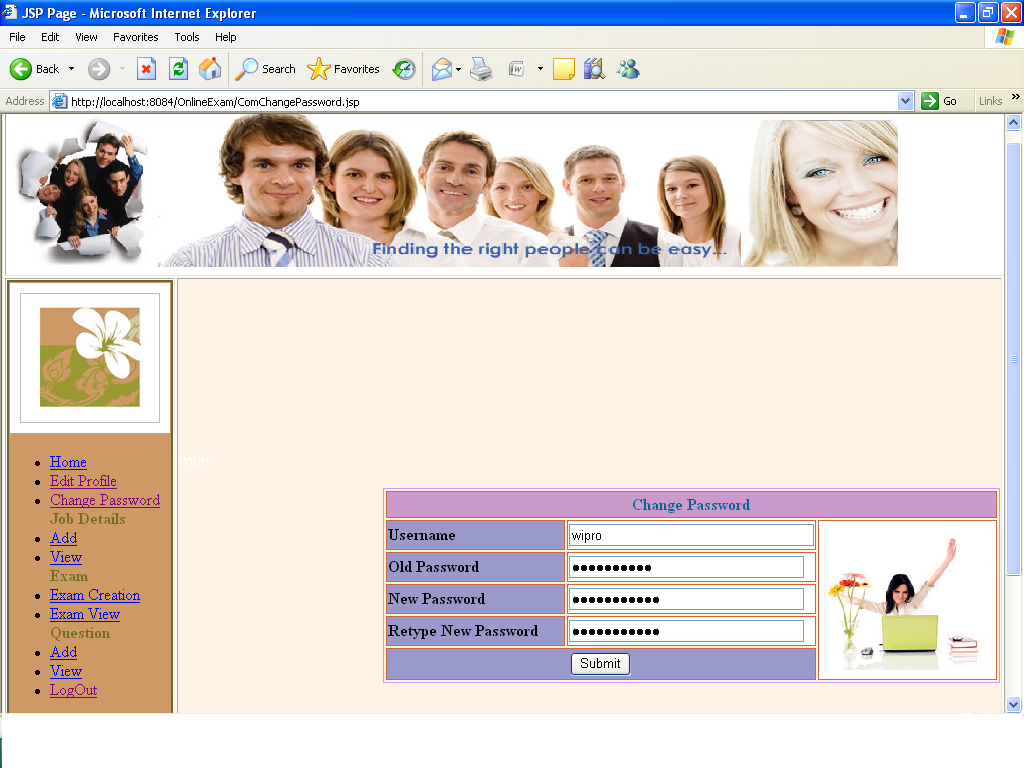 JSP Page - Microsoft Internet Explorer
File Edit View Favorites Tools Help
Back Search Favorites
Address http://localhost:8084/OnlineExam/ComChangePassword.jsp Go Links »
Finding the right people can be easy...
Home
wipro
Edit Profile
Change Password
Job Details
Add
View
Exam
Exam Creation
Exam View
Question
Add
View
LogOut
Change Password
Username wipro
Old Password ●●●●●●●●●●
New Password ●●●●●●●●●●●
Retype New Password ●●●●●●●●●●●
Submit